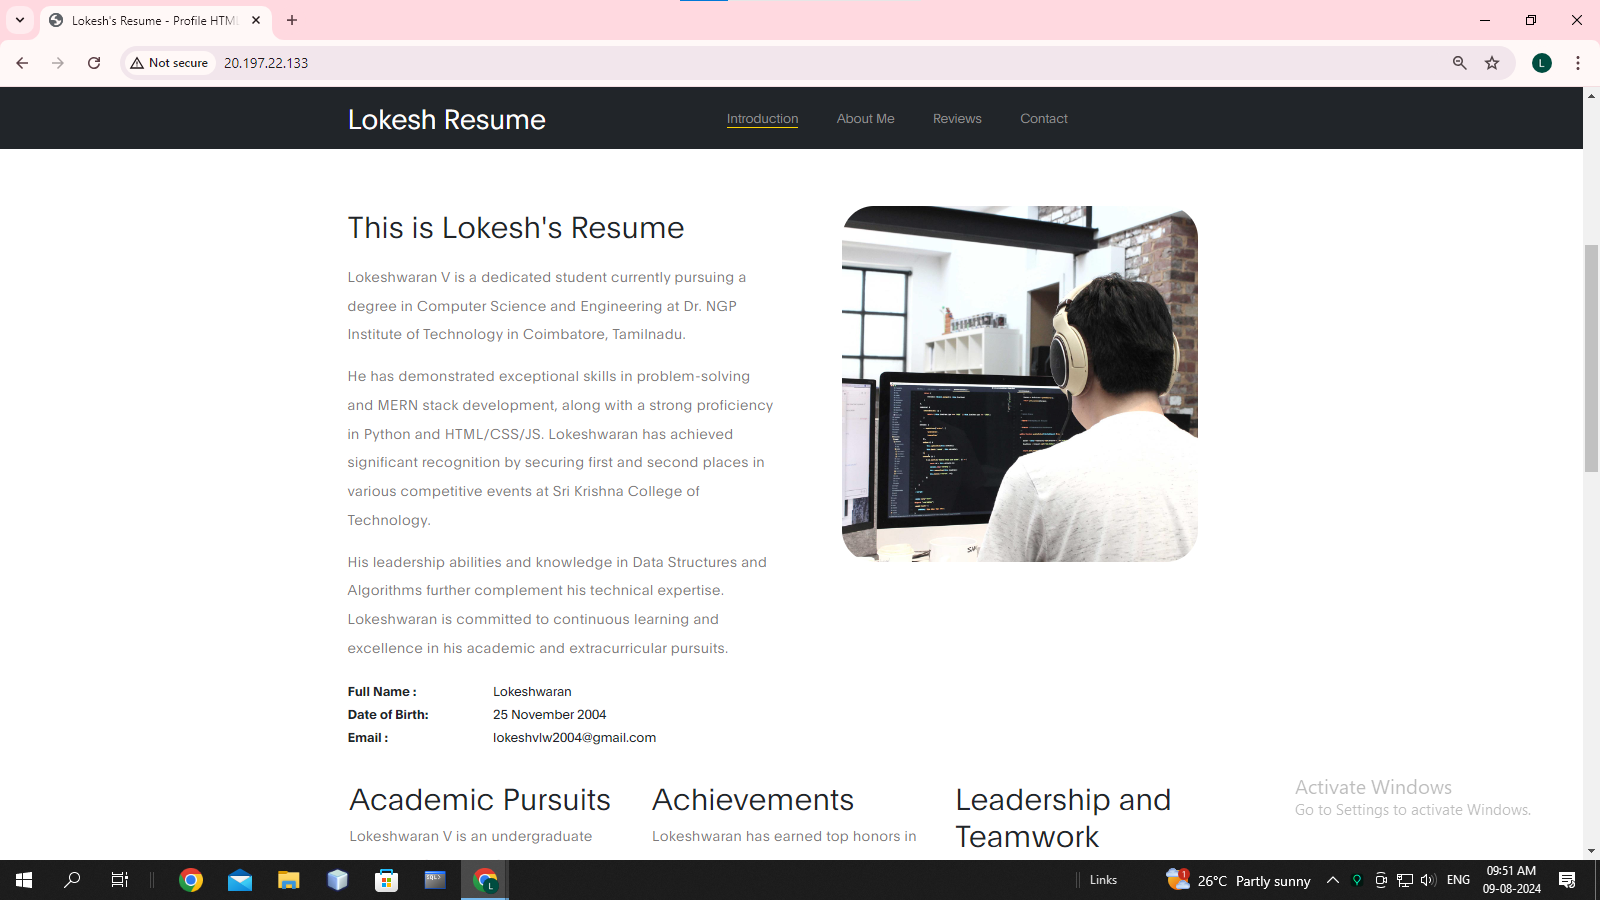 Lokesh's Resume - Profile HTML
Not secure
20.197.22.133
L
Lokesh Resume
Introduction
About Me
Reviews
Contact
This is Lokesh's Resume
Lokeshwaran V is a dedicated student currently pursuing a
degree in Computer Science and Engineering at Dr. NGP
Institute of Technology in Coimbatore, Tamilnadu.
He has demonstrated exceptional skills in problem-solving
and MERN stack development, along with a strong proficiency
in Python and HTML/CSS/JS. Lokeshwaran has achieved
significant recognition by securing first and second places in
various competitive events at Sri Krishna College of
Technology.
His leadership abilities and knowledge in Data Structures and
Algorithms further complement his technical expertise.
Lokeshwaran is committed to continuous learning and
excellence in his academic and extracurricular pursuits.
Full Name : Lokeshwaran
Date of Birth: 25 November 2004
Email : lokeshvlw2004@gmail.com
Academic Pursuits
Lokeshwaran V is an undergraduate
Achievements
Lokeshwaran has earned top honors in
Leadership and
Teamwork
Activate Windows
Go to Settings to activate Windows.
SQL>
L
Links
1
26°C Partly sunny
ENG
09:51 AM
09-08-2024